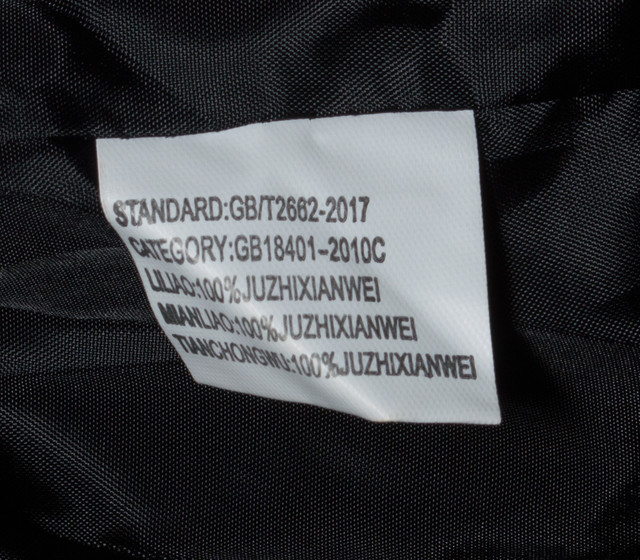 STANDARD:GB/T2662-2017
CATEGORY:GB18401-2010C
LILIAO:100%JUZHIXIANWEI
MIANLIAO:100%JUZHIXIANWEI
TIANCHONGWU:100%JUZHIXIANWEI